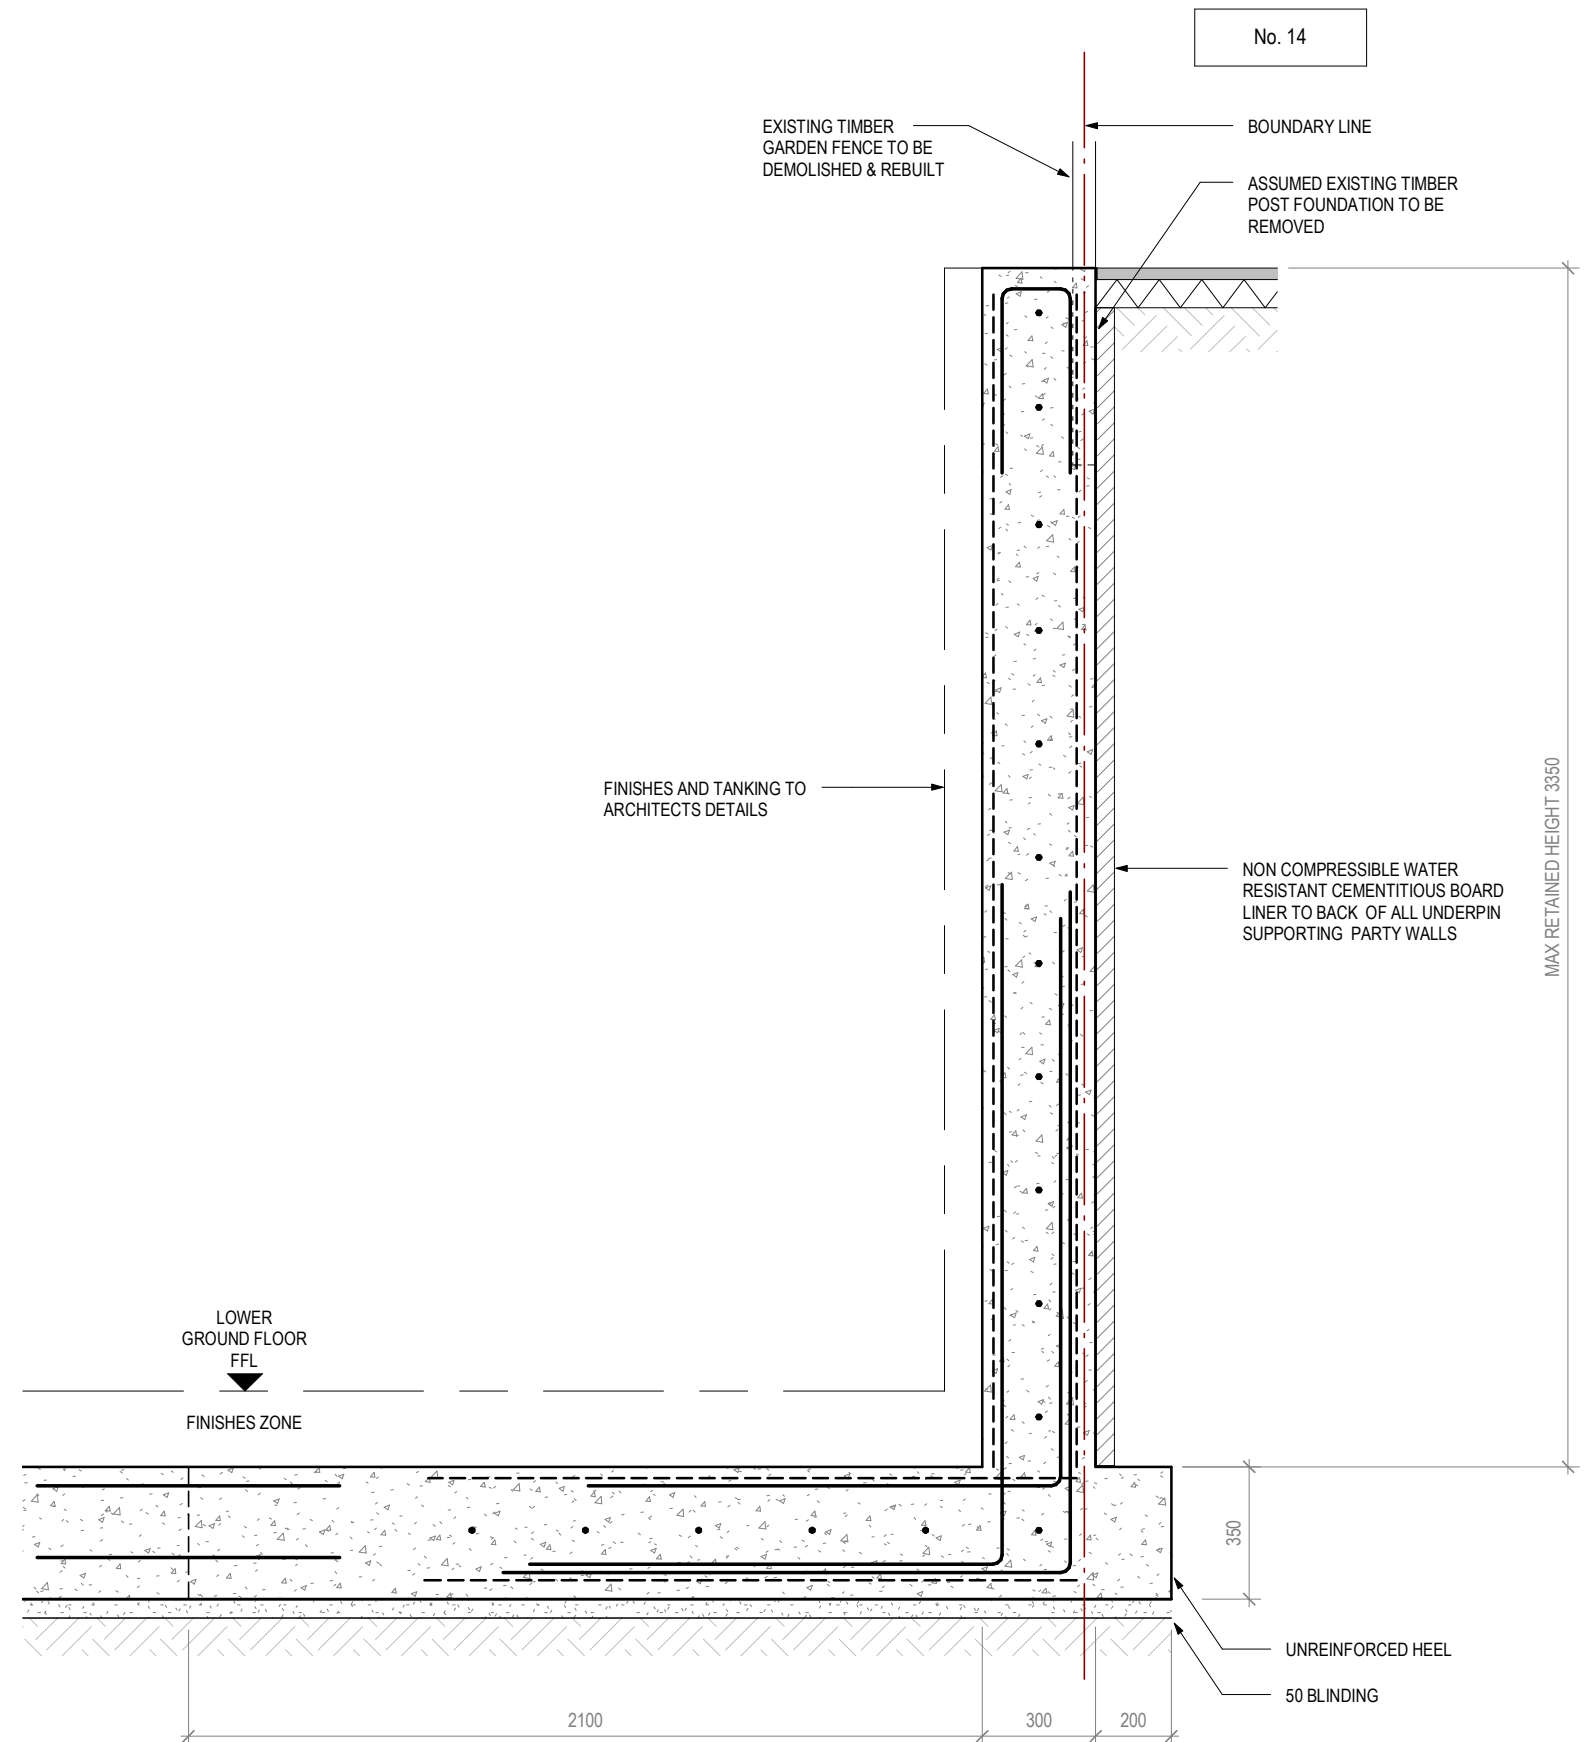 No. 14
EXISTING TIMBER
GARDEN FENCE TO BE
DEMOLISHED & REBUILT
BOUNDARY LINE
ASSUMED EXISTING TIMBER
POST FOUNDATION TO BE
REMOVED
FINISHES AND TANKING TO
ARCHITECTS DETAILS
MAX RETAINED HEIGHT 3350
NON COMPRESSIBLE WATER
RESISTANT CEMENTITIOUS BOARD
LINER TO BACK OF ALL UNDERPIN
SUPPORTING PARTY WALLS
LOWER
GROUND FLOOR
FFL
FINISHES ZONE
350
UNREINFORCED HEEL
50 BLINDING
2100
300
200